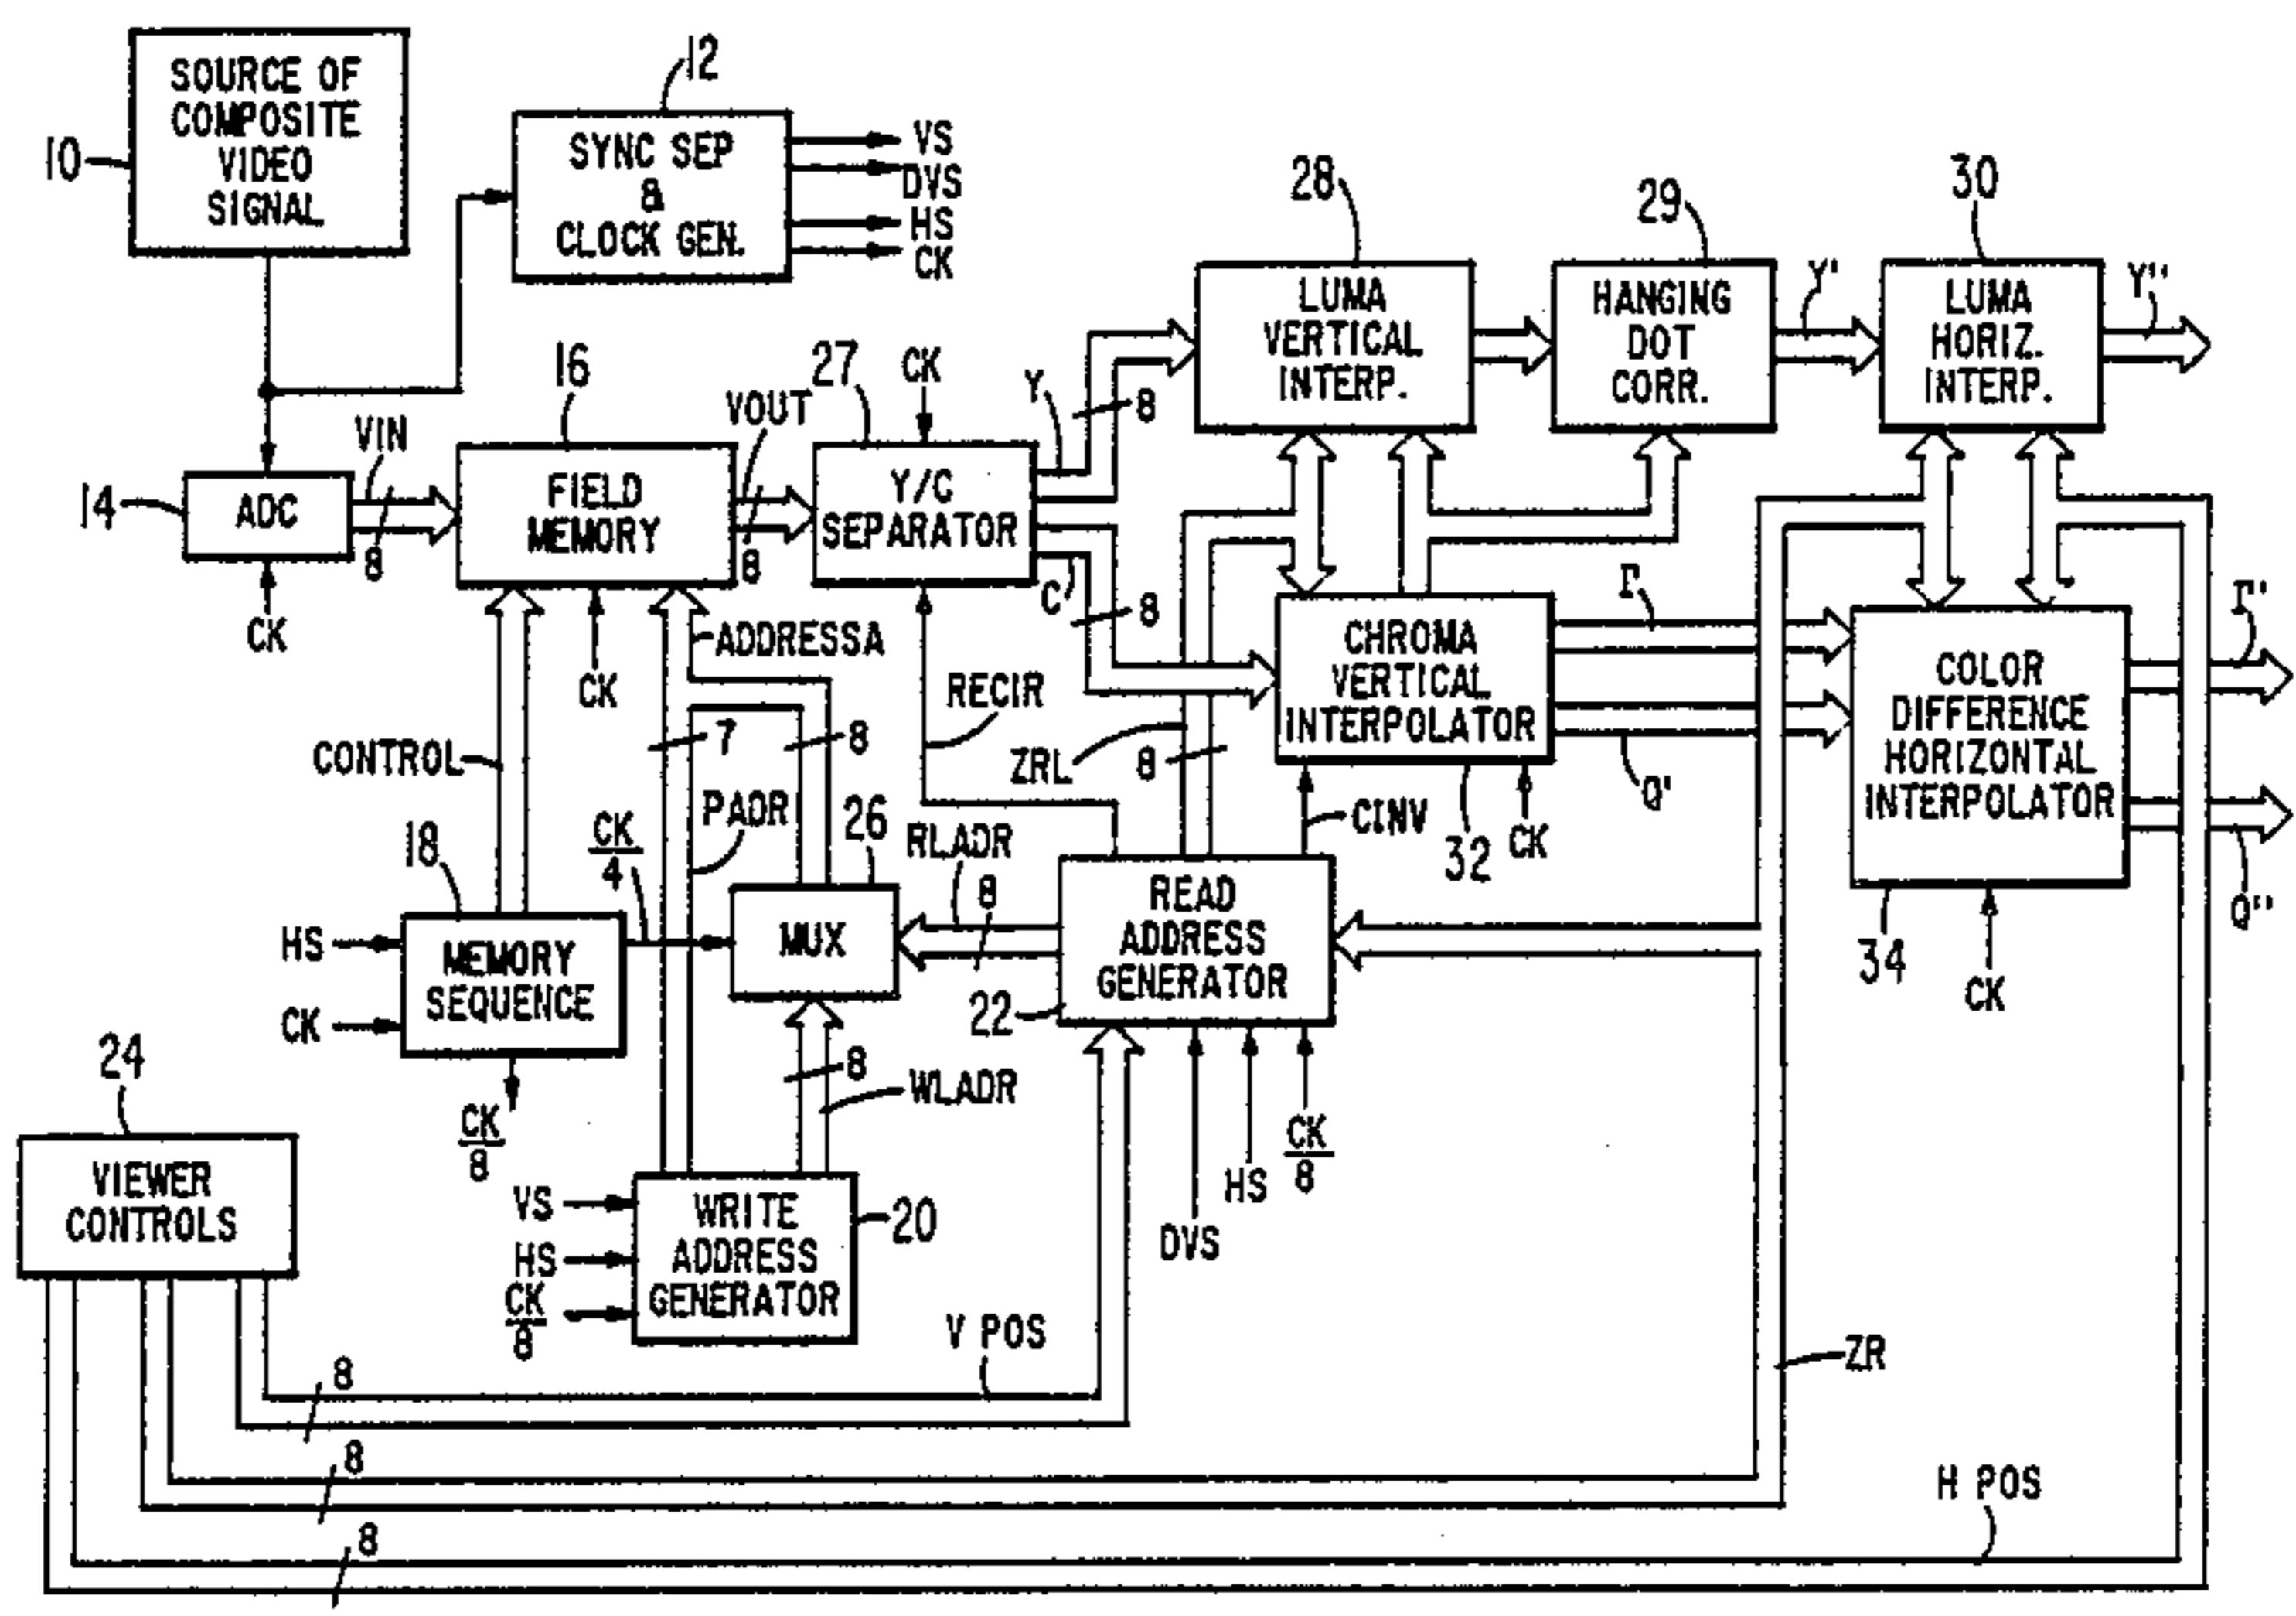 SOURCE OF
COMPOSITE
VIDEO
SIGNAL
10
12
SYNC SEP
&
CLOCK GEN.
VS
DVS
HS
CK
28
LUMA
VERTICAL
INTERP.
29
HANGING
DOT
CORR.
Y'
30
LUMA
HORIZ.
INTERP.
Y"
14
ADC
CK
VIN
8
16
FIELD
MEMORY
CK
VOUT
8
27
CK
Y/C
SEPARATOR
Y
8
C
8
ADDRESSA
RECIR
CONTROL
7
8
PADR
ZRL
8
CHROMA
VERTICAL
INTERPOLATOR
CINV
32
CK
I'
Q'
COLOR
DIFFERENCE
HORIZONTAL
INTERPOLATOR
I"
Q"
34
CK
18
HS
CK
MEMORY
SEQUENCE
CK
8
CK
4
26
MUX
RLADR
8
READ
ADDRESS
GENERATOR
22
DVS
HS
CK
8
8
WLADR
24
VIEWER
CONTROLS
VS
HS
CK
8
WRITE
ADDRESS
GENERATOR
20
V POS
8
ZR
8
H POS
8